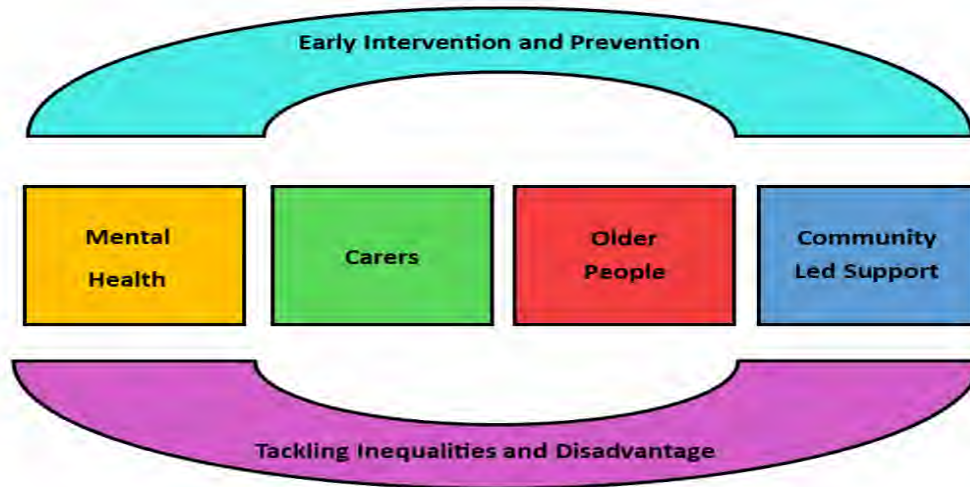 Early Intervention and Prevention
Mental
Health
Carers
Older
People
Community
Led Support
Tackling Inequalities and Disadvantage